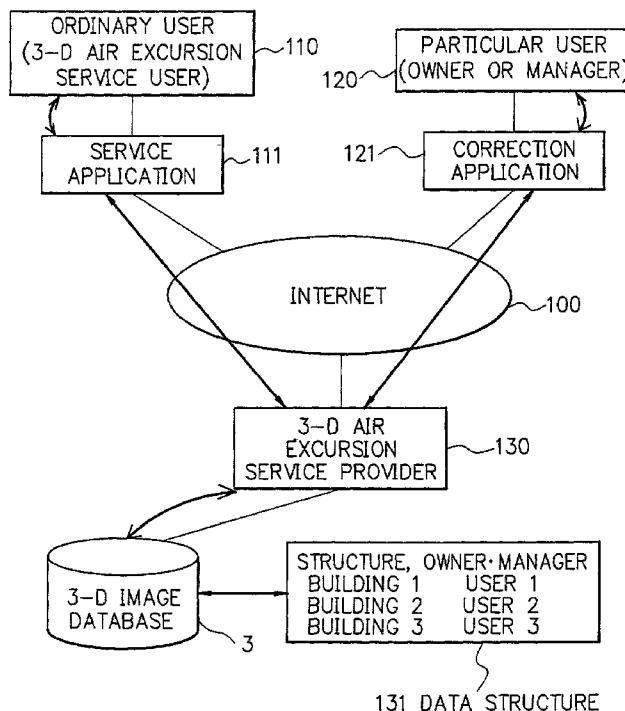 ORDINARY USER
(3-D AIR EXCURSION
SERVICE USER)
110
PARTICULAR USER
(OWNER OR MANAGER)
120
SERVICE
APPLICATION
111
121
CORRECTION
APPLICATION
INTERNET
100
3-D AIR
EXCURSION
SERVICE PROVIDER
130
3-D IMAGE
DATABASE
3
STRUCTURE, OWNER·MANAGER
BUILDING 1 USER 1
BUILDING 2 USER 2
BUILDING 3 USER 3
131 DATA STRUCTURE